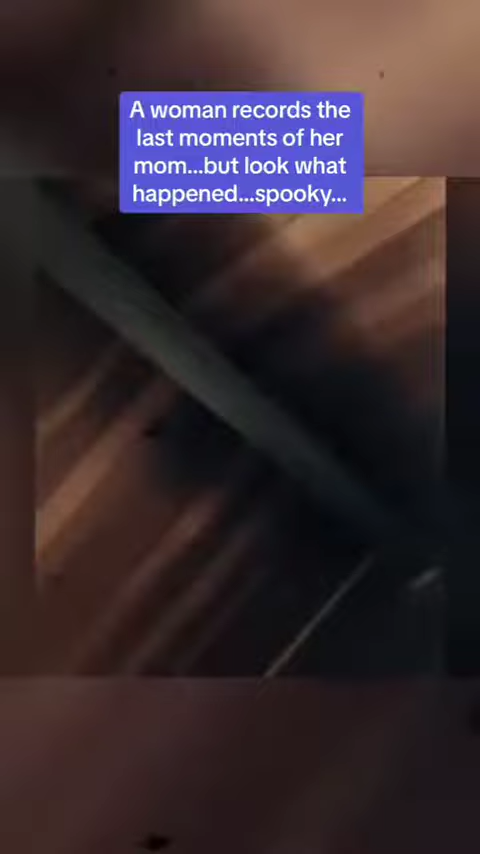 A woman records the
last moments of her
mom...but look what
happened...spooky...